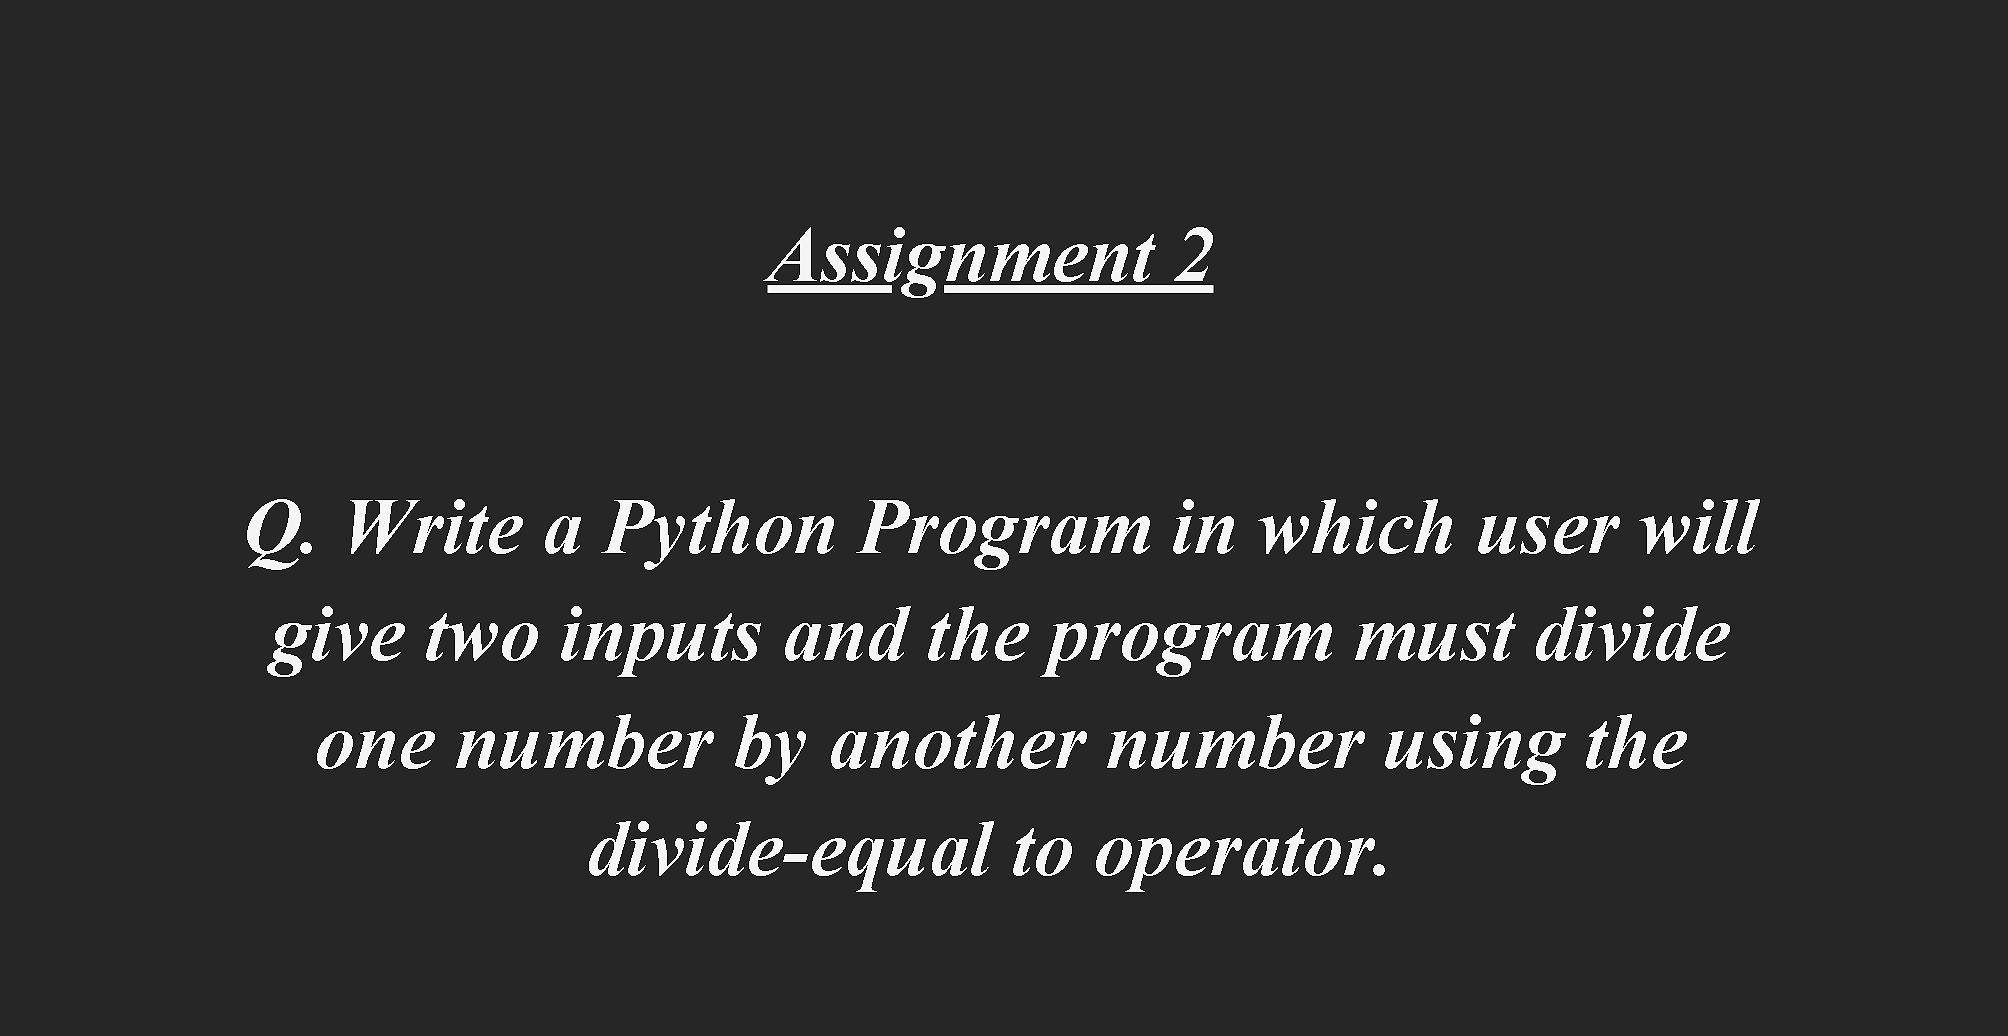 Assignment 2
Q. Write a Python Program in which user will
give two inputs and the program must divide
one number by another number using the
divide-equal to operator.